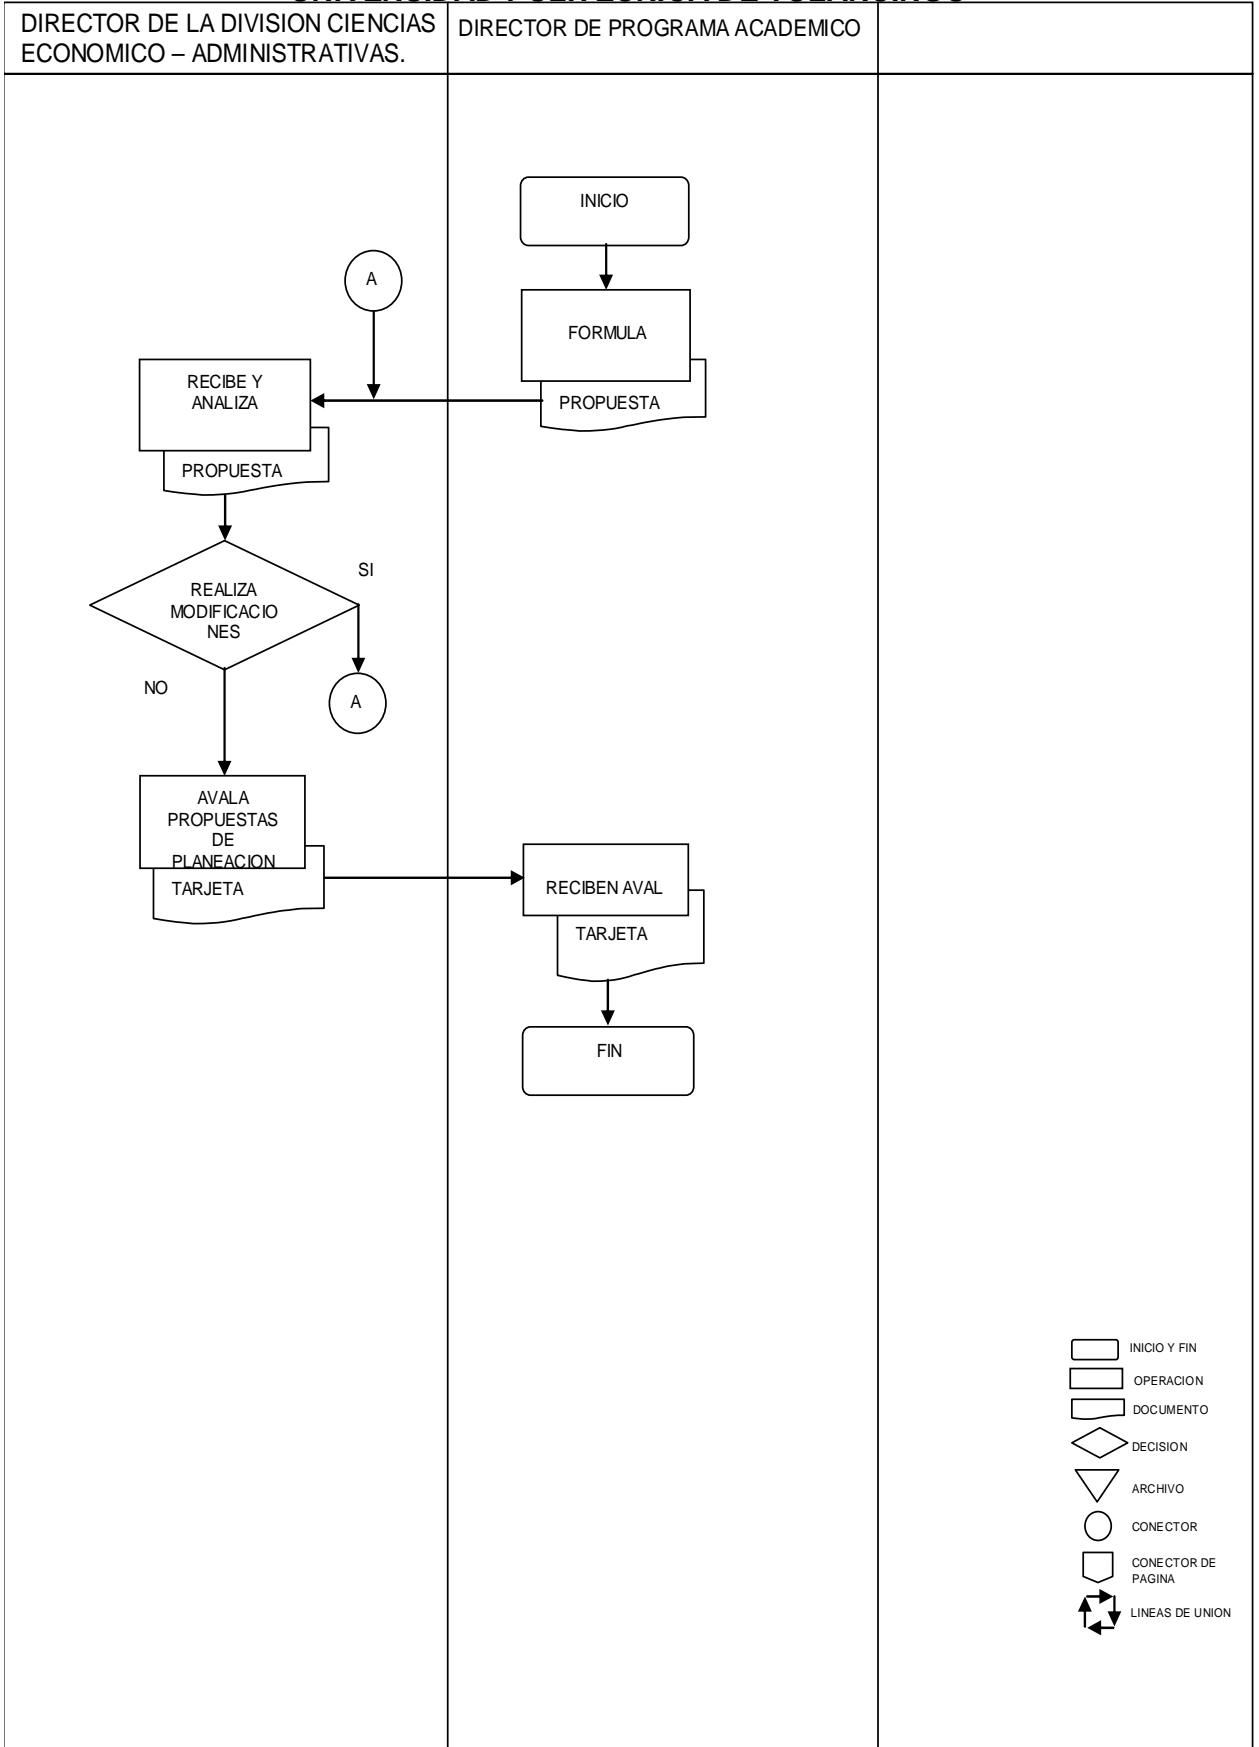 DIRECTOR DE LA DIVISION CIENCIAS
ECONOMICO – ADMINISTRATIVAS.
DIRECTOR DE PROGRAMA ACADEMICO
INICIO
A
FORMULA
PROPUESTA
RECIBE Y
ANALIZA
PROPUESTA
SI
REALIZA
MODIFICACIO
NES
NO
A
AVALA
PROPUESTAS
DE
PLANEACION
TARJETA
RECIBEN AVAL
TARJETA
FIN
INICIO Y FIN
OPERACION
DOCUMENTO
DECISION
ARCHIVO
CONECTOR
CONECTOR DE
PAGINA
LINEAS DE UNION